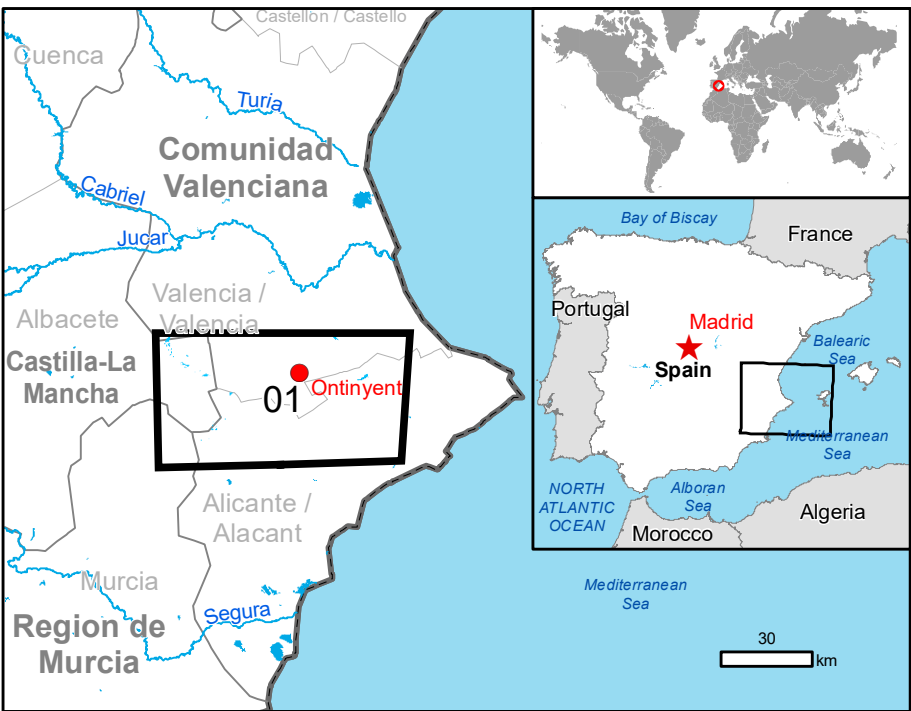 Castellon / Castello
Cuenca
Turia
Comunidad
Valenciana
Cabriel
Jucar
Valencia /
Valencia
Albacete
Castilla-La
Mancha
Ontinyent
01
Alicante /
Alacant
Murcia
Segura
Region de
Murcia
Bay of Biscay
France
Portugal
Madrid
Spain
Balearic
Sea
Mediterranean
Sea
NORTH
ATLANTIC
OCEAN
Alboran
Sea
Algeria
Morocco
Mediterranean
Sea
30
km